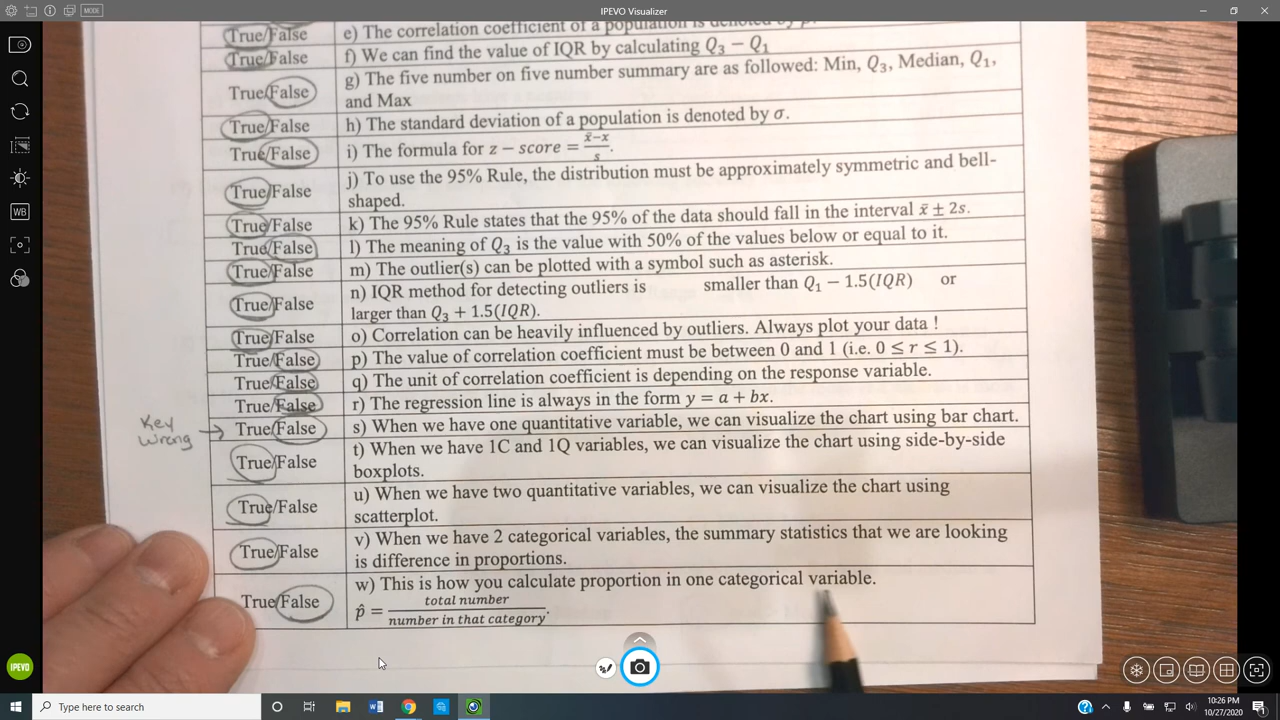 MODE
IPEVO Visualizer
True/False e) The correlation coefficient of a population is denoted by ρ.
True/False f) We can find the value of IQR by calculating Q₃ − Q₁
True/False g) The five number on five number summary are as followed: Min, Q₃, Median, Q₁,
and Max
True/False h) The standard deviation of a population is denoted by σ.
True/False i) The formula for z − score = x̄−x / s.
True/False j) To use the 95% Rule, the distribution must be approximately symmetric and bell-
shaped.
True/False k) The 95% Rule states that the 95% of the data should fall in the interval x̄ ± 2s.
True/False l) The meaning of Q₃ is the value with 50% of the values below or equal to it.
True/False m) The outlier(s) can be plotted with a symbol such as asterisk.
True/False n) IQR method for detecting outliers is smaller than Q₁ − 1.5(IQR) or
larger than Q₃ + 1.5(IQR).
True/False o) Correlation can be heavily influenced by outliers. Always plot your data !
True/False p) The value of correlation coefficient must be between 0 and 1 (i.e. 0 ≤ r ≤ 1).
True/False q) The unit of correlation coefficient is depending on the response variable.
True/False r) The regression line is always in the form y = a + bx.
Key
Wrong
True/False s) When we have one quantitative variable, we can visualize the chart using bar chart.
True/False t) When we have 1C and 1Q variables, we can visualize the chart using side-by-side
boxplots.
True/False u) When we have two quantitative variables, we can visualize the chart using
scatterplot.
True/False v) When we have 2 categorical variables, the summary statistics that we are looking
is difference in proportions.
True/False w) This is how you calculate proportion in one categorical variable.
p̂ = total number / number in that category.
WB
IPEVO
Type here to search
10:26 PM
10/27/2020
1